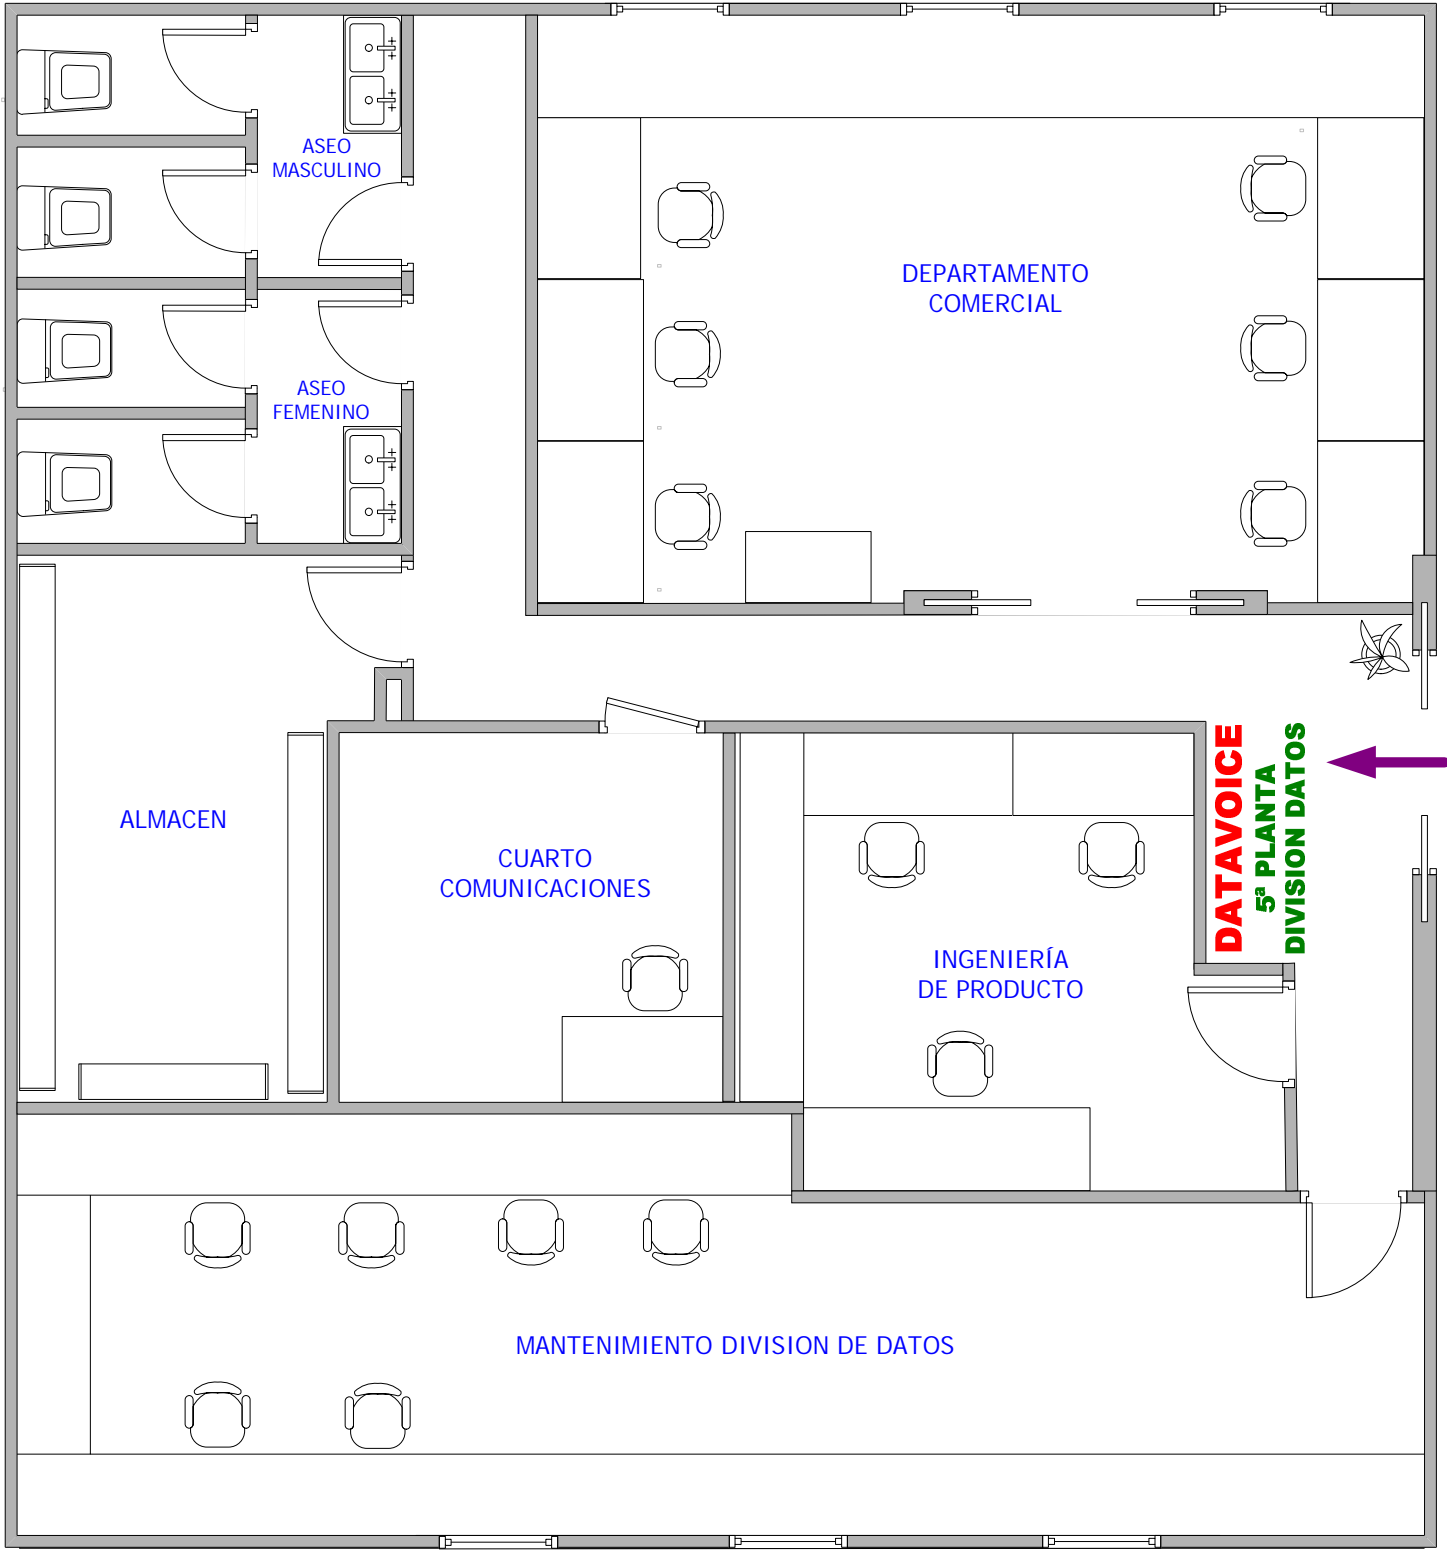 ASEO
MASCULINO
DEPARTAMENTO
COMERCIAL
ASEO
FEMENINO
ALMACEN
CUARTO
COMUNICACIONES
INGENIERÍA
DE PRODUCTO
DATAVOICE
5ª PLANTA
DIVISION DATOS
MANTENIMIENTO DIVISION DE DATOS